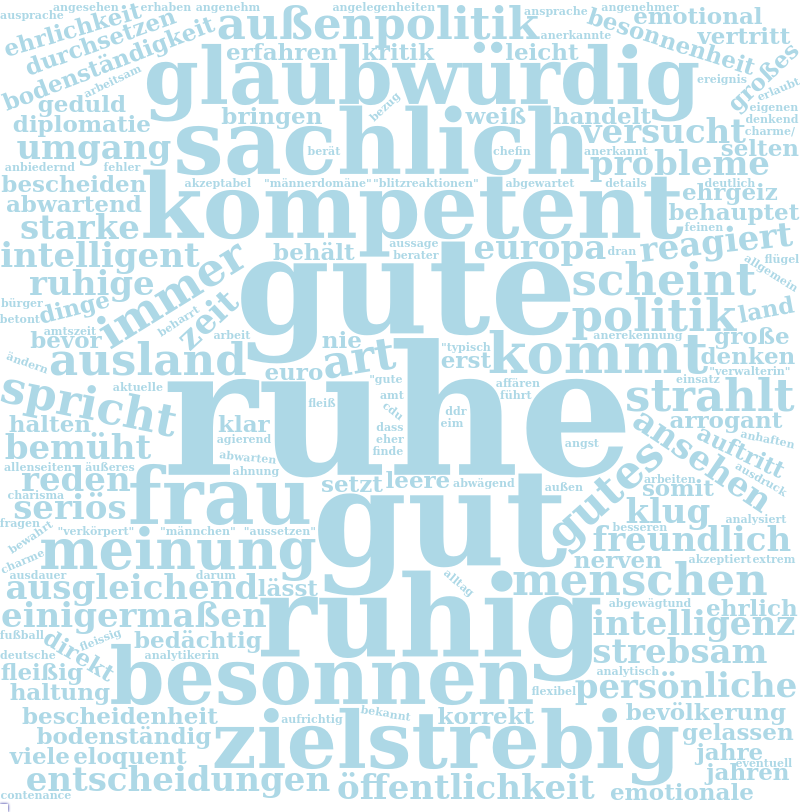 angesehen erhaben angenehm angelegenheiten angenehmer
aussprache ehrlichkeit außenpolitik ansprache besonnenheit emotional
durchsetzen anerkannte vertritt
bodenständigkeit erfahren kritik leicht großes
glaubwürdig ereignis
arbeitsam erlaubt
geduld bezug eigenen
diplomatie bringen sachlich weiß handelt versucht denkend
charme/
umgang berät chefin anerkannt selten
anbiedernd fehler probleme
bescheiden akzeptabel "männerdomäne" "blitzreaktionen" abgewartet details deutlich
abwartend kompetent ehrgeiz
starke behauptet
intelligent immer behält aussage europa dran reagiert feinen
berater flügel
ruhige gute scheint allgemein
bürger dinge zeit beharrt politik land
betont amtszeit arbeit nie anerekennung
bevor art "typisch kommt große
ändern ausland euro erst denken
"gute affären einsatz "verwalterin"
aktuelle ruhe amt führt strahlt
spricht fleiß cdu ddr ansehen arrogant
halten klar dass eim auftritt anhaften
bemüht agierend eher angst
abwarten finde
allenseiten äußeres ahnung gutes ausdruck
reden frau setzt leere abwägend außen arbeiten somit
charisma seriös gut klug
fragen "verkörpert" "männchen" "aussetzen" besseren analysiert
bewahrt meinung freundlich
charme nerven akzeptiert extrem
ausdauer darum alltag menschen
ausgleichend lässt ruhig
einigermaßen abgewägtund ehrlich
intelligenz
fußball direkt fleissig bedächtig
deutsche analytikerin strebsam
fleißig besonnen analytisch
haltung flexibel persönliche
bescheidenheit aufrichtig bekannt korrekt bevölkerung
bodenständig zielstrebig gelassen
viele eloquent jahre
eventuell
entscheidungen öffentlichkeit jahren
contenance emotionale